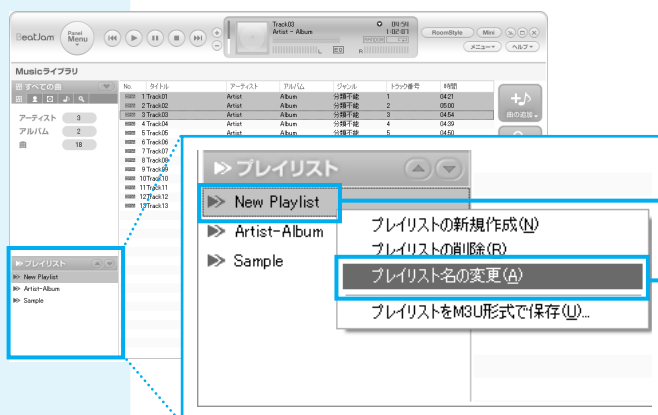 BeatJam
Panel
Menu
Track03
Artist - Album
04:54
1:02:01
L
EQ
R
RoomStyle
Mini
メニュー
ヘルプ
Musicライブラリ
すべての曲
アーティスト 3
アルバム 2
曲 18
No. タイトル アーティスト アルバム ジャンル トラック番号 時間
1 Track01 Artist Album 分類不能 1 04:21
2 Track02 Artist Album 分類不能 2 05:00
3 Track03 Artist Album 分類不能 3 04:54
4 Track04 Artist Album 分類不能 4 04:39
5 Track05 Artist Album 分類不能 5 04:50
6 Track06
7 Track07
8 Track08
9 Track09
10 Track10
11 Track11
12 Track12
13 Track13
曲の追加
プレイリスト
New Playlist
Artist-Album
Sample
プレイリスト
New Playlist
Artist-Album
Sample
プレイリストの新規作成(N)
プレイリストの削除(R)
プレイリスト名の変更(A)
プレイリストをM3U形式で保存(U)...